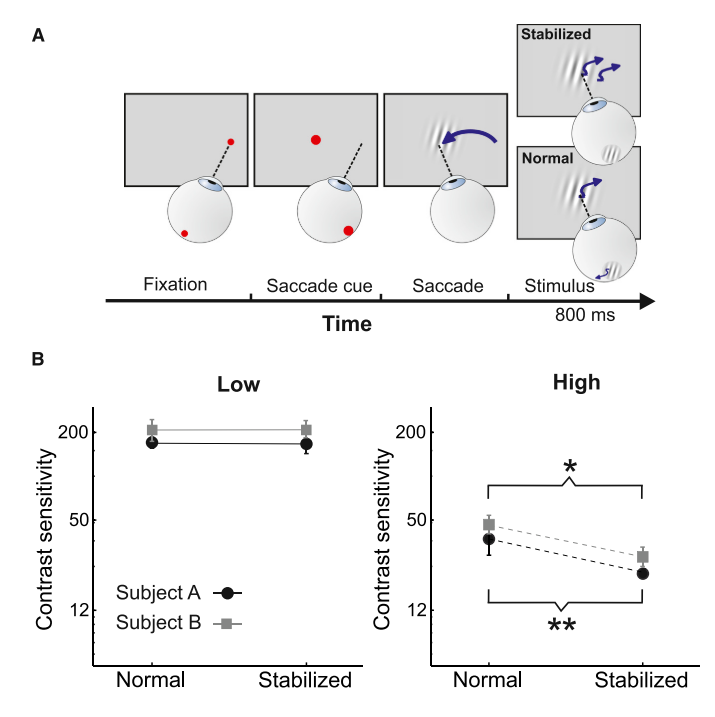 A
Stabilized
Normal
Fixation
Saccade cue
Saccade
Stimulus
Time
800 ms
B
Low
Contrast sensitivity
200
50
12
Subject A
Subject B
Normal
Stabilized
High
Contrast sensitivity
200
50
12
*
**
Normal
Stabilized